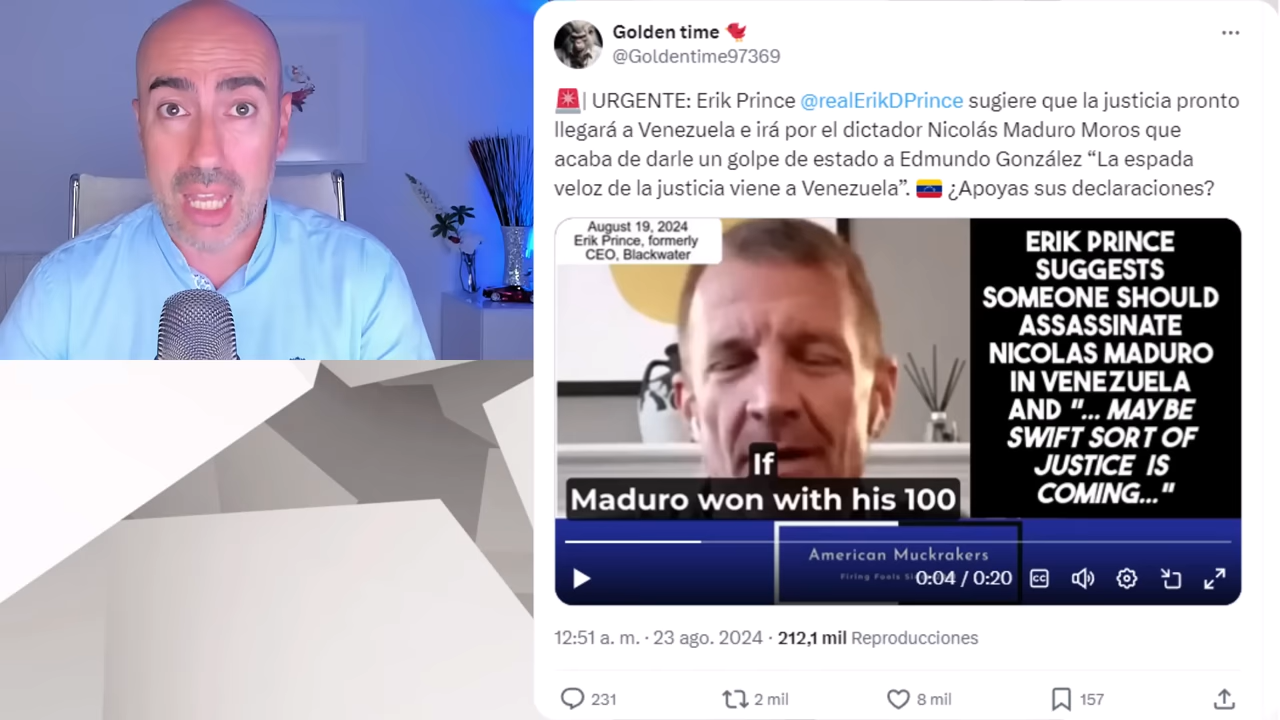 Golden time
@Goldentime97369
| URGENTE: Erik Prince @realErikDPrince sugiere que la justicia pronto
llegará a Venezuela e irá por el dictador Nicolás Maduro Moros que
acaba de darle un golpe de estado a Edmundo González “La espada
veloz de la justicia viene a Venezuela”. ¿Apoyas sus declaraciones?
August 19, 2024
Erik Prince, formerly
CEO, Blackwater
ERIK PRINCE
SUGGESTS
SOMEONE SHOULD
ASSASSINATE
NICOLAS MADURO
IN VENEZUELA
AND "... MAYBE
SWIFT SORT OF
JUSTICE IS
COMING..."
If
Maduro won with his 100
American Muckrakers
Firing Fools
0:04 / 0:20
CC
12:51 a. m. · 23 ago. 2024 · 212,1 mil Reproducciones
231
2 mil
8 mil
157